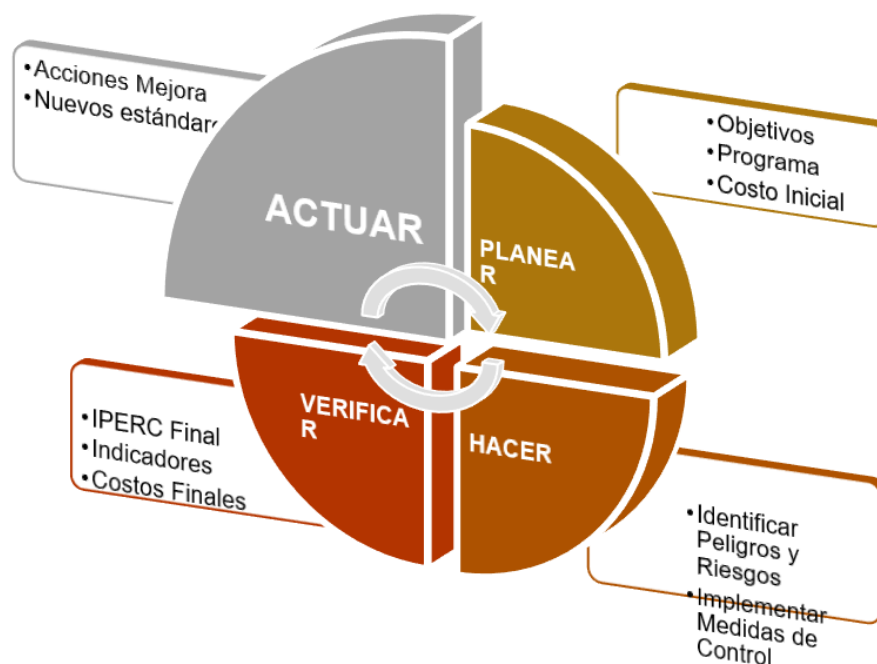 •Acciones Mejora
•Nuevos estándar
ACTUAR
•Objetivos
•Programa
•Costo Inicial
PLANEA
R
•IPERC Final
•Indicadores
•Costos Finales
VERIFICA
R
HACER
•Identificar
Peligros y
Riesgos
•Implementar
Medidas de
Control